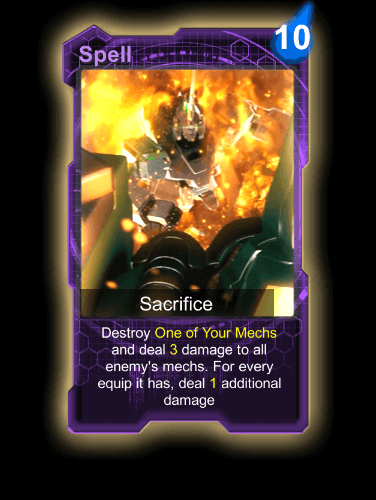 Spell
10
Sacrifice
Destroy One of Your Mechs
and deal 3 damage to all
enemy's mechs. For every
equip it has, deal 1 additional
damage